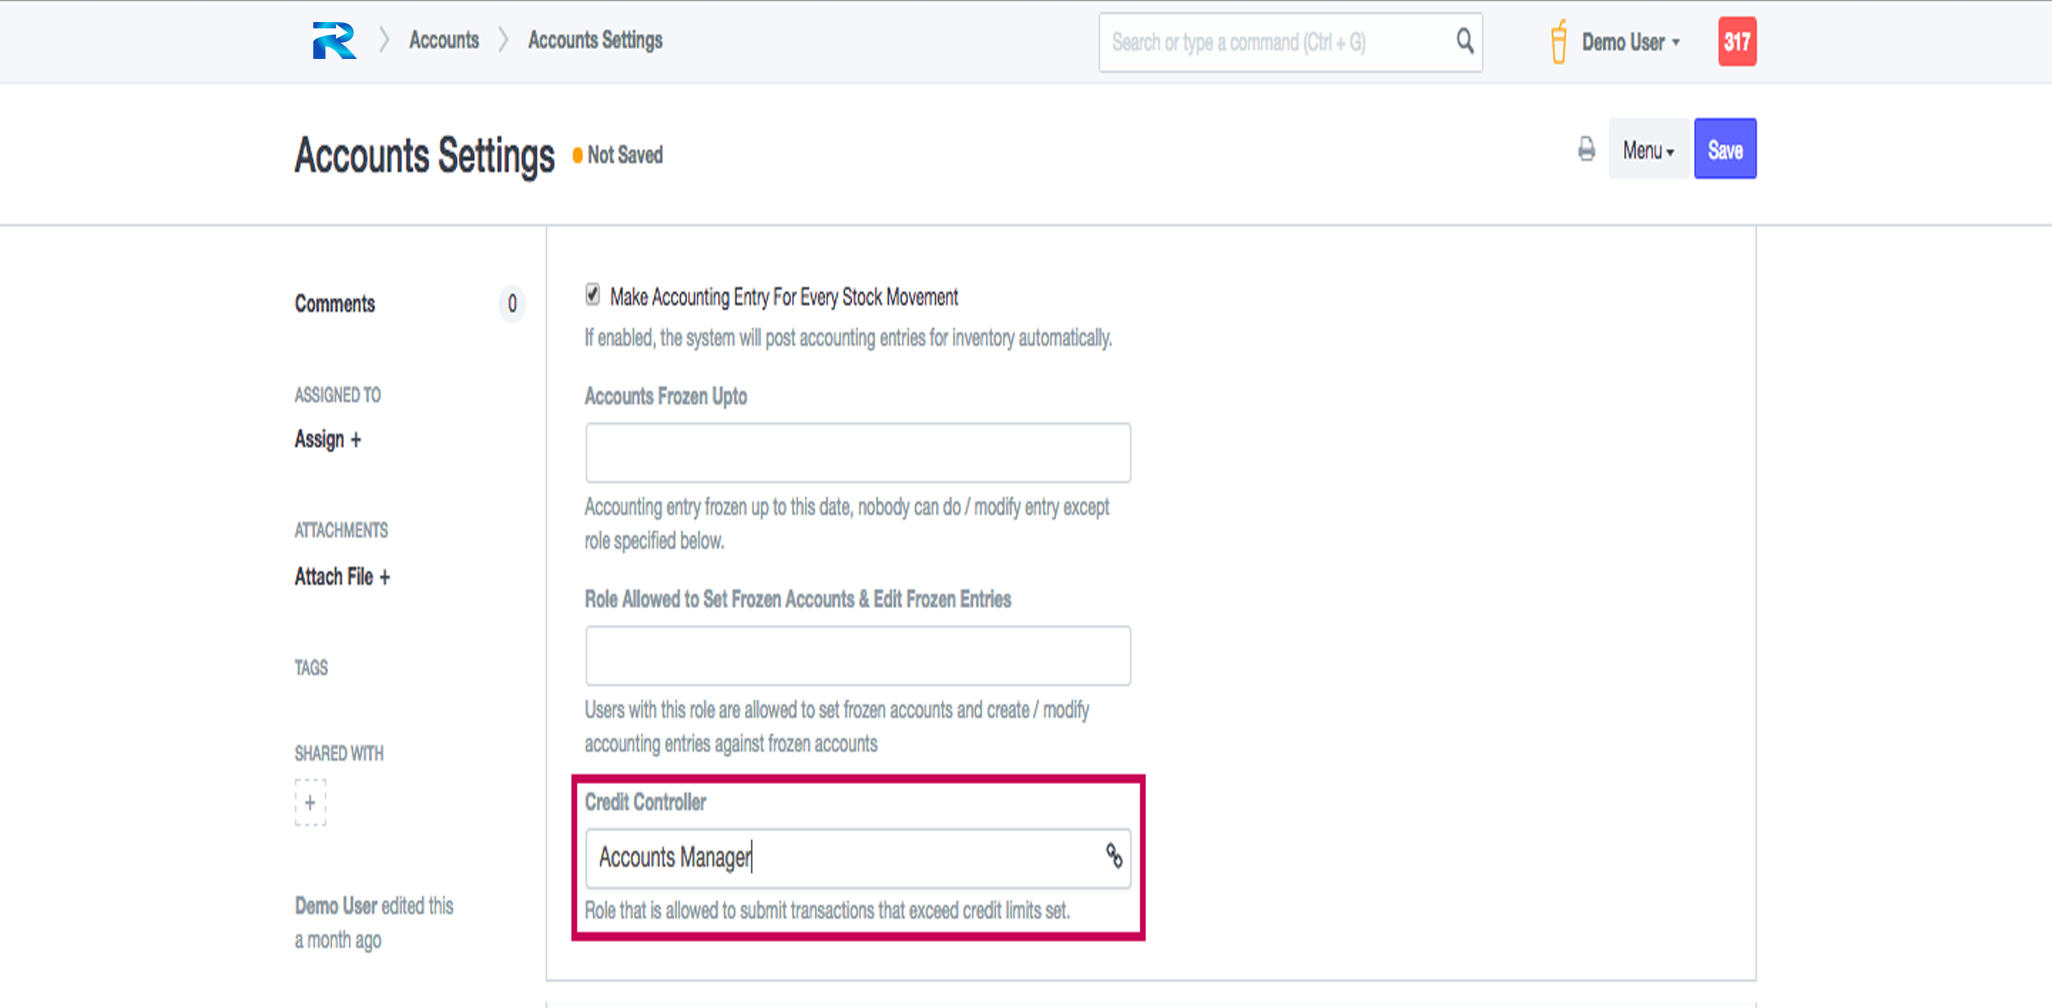 Accounts
Accounts Settings
Search or type a command (Ctrl + G)
Demo User
317
Accounts Settings
Not Saved
Menu
Save
Comments
0
ASSIGNED TO
Assign +
ATTACHMENTS
Attach File +
TAGS
SHARED WITH
+
Demo User edited this
a month ago
Make Accounting Entry For Every Stock Movement
If enabled, the system will post accounting entries for inventory automatically.
Accounts Frozen Upto
Accounting entry frozen up to this date, nobody can do / modify entry except
role specified below.
Role Allowed to Set Frozen Accounts & Edit Frozen Entries
Users with this role are allowed to set frozen accounts and create / modify
accounting entries against frozen accounts
Credit Controller
Accounts Manager
Role that is allowed to submit transactions that exceed credit limits set.